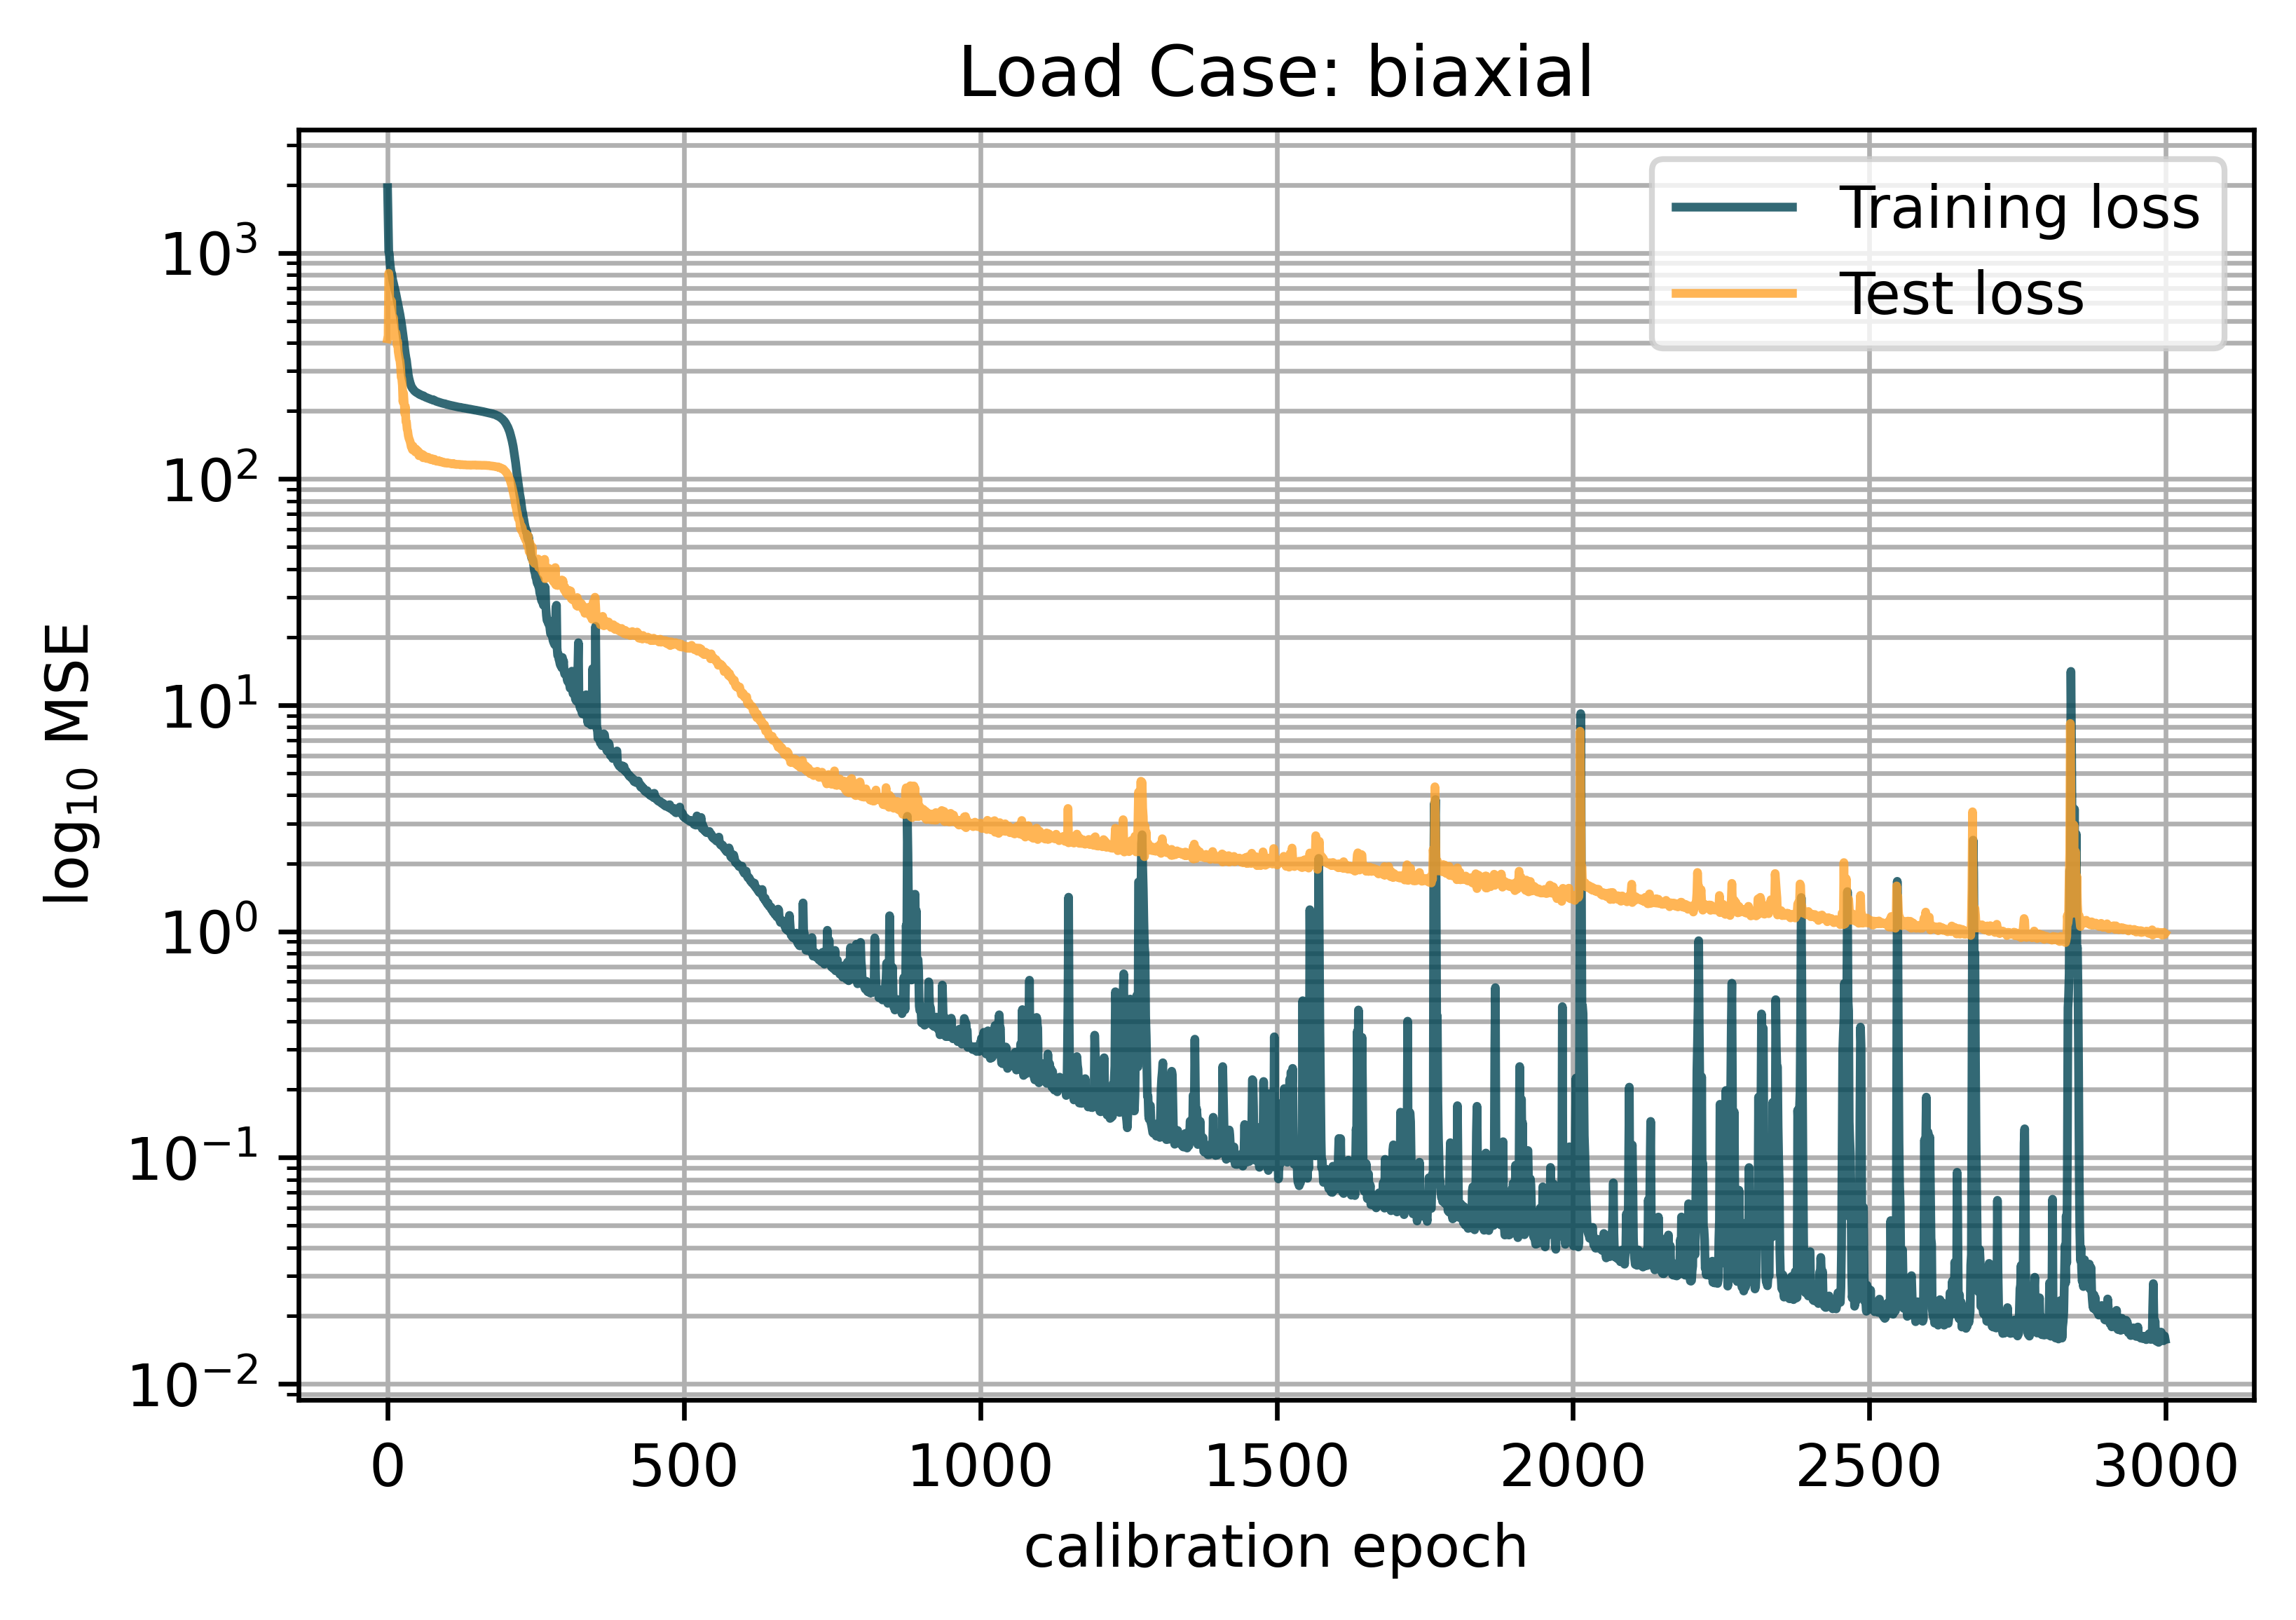 Load Case: biaxial
Training loss
Test loss
log₁₀ MSE
10³
10²
10¹
10⁰
10⁻¹
10⁻²
0 500 1000 1500 2000 2500 3000
calibration epoch